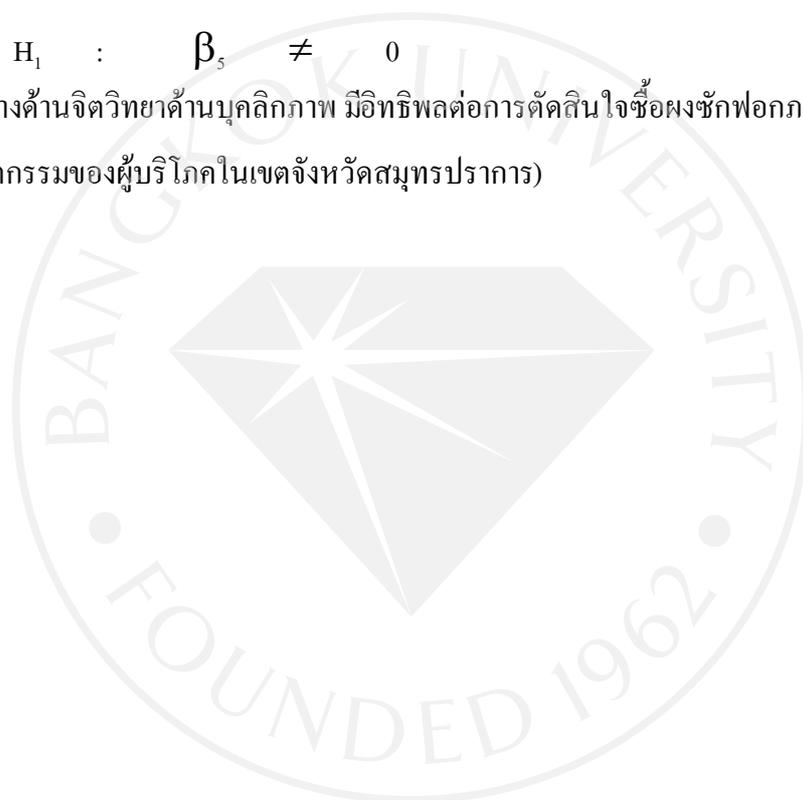 H₁ : β₅ ≠ 0
างด้านจิตวิทยาด้านบุคลิกภาพ มีอิทธิพลต่อการตัดสินใจซื้อผงซักฟอกภ
กรรมของผู้บริโภคในเขตจังหวัดสมุทรปราการ)
BANGKOK UNIVERSITY
• FOUNDED 1962 •